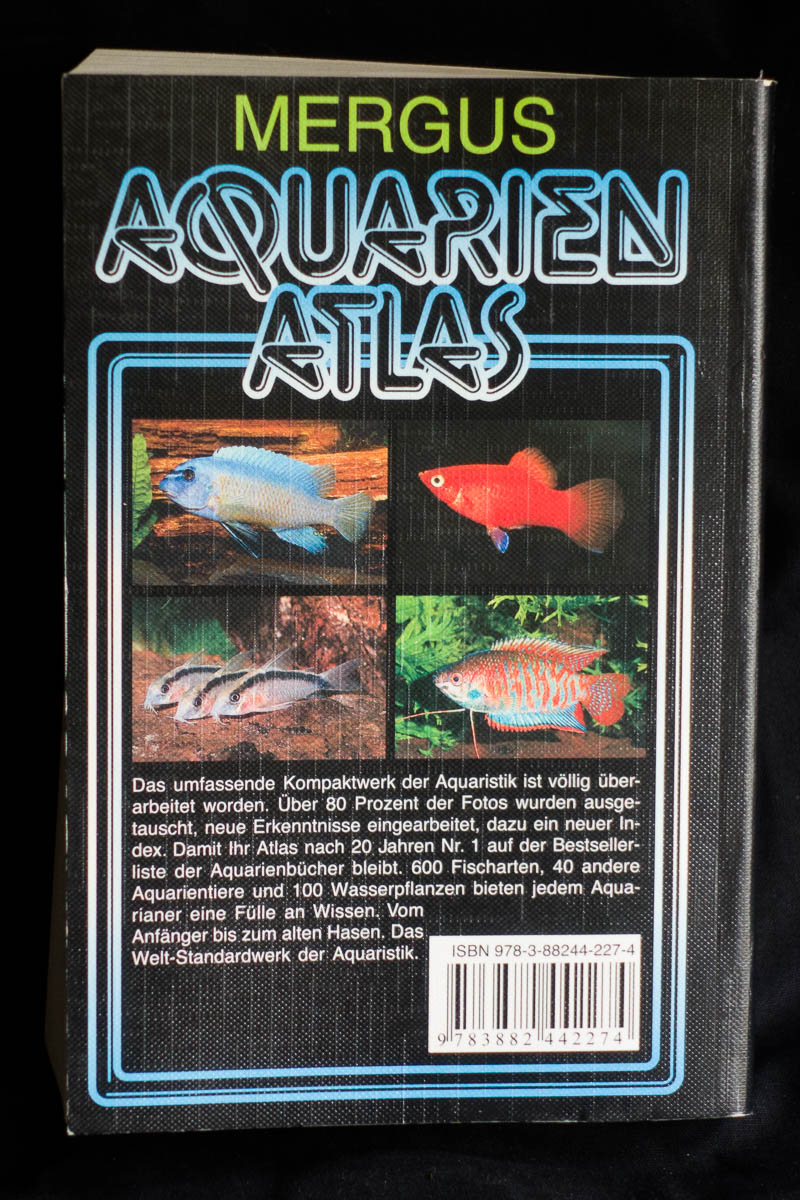 MERGUS
AQUARIEN
ATLAS
Das umfassende Kompaktwerk der Aquaristik ist völlig über-
arbeitet worden. Über 80 Prozent der Fotos wurden ausge-
tauscht, neue Erkenntnisse eingearbeitet, dazu ein neuer In-
dex. Damit Ihr Atlas nach 20 Jahren Nr. 1 auf der Bestseller-
liste der Aquarienbücher bleibt. 600 Fischarten, 40 andere
Aquarientiere und 100 Wasserpflanzen bieten jedem Aqua-
rianer eine Fülle an Wissen. Vom
Anfänger bis zum alten Hasen. Das
Welt-Standardwerk der Aquaristik.
ISBN 978-3-88244-227-4
9 783882 442274